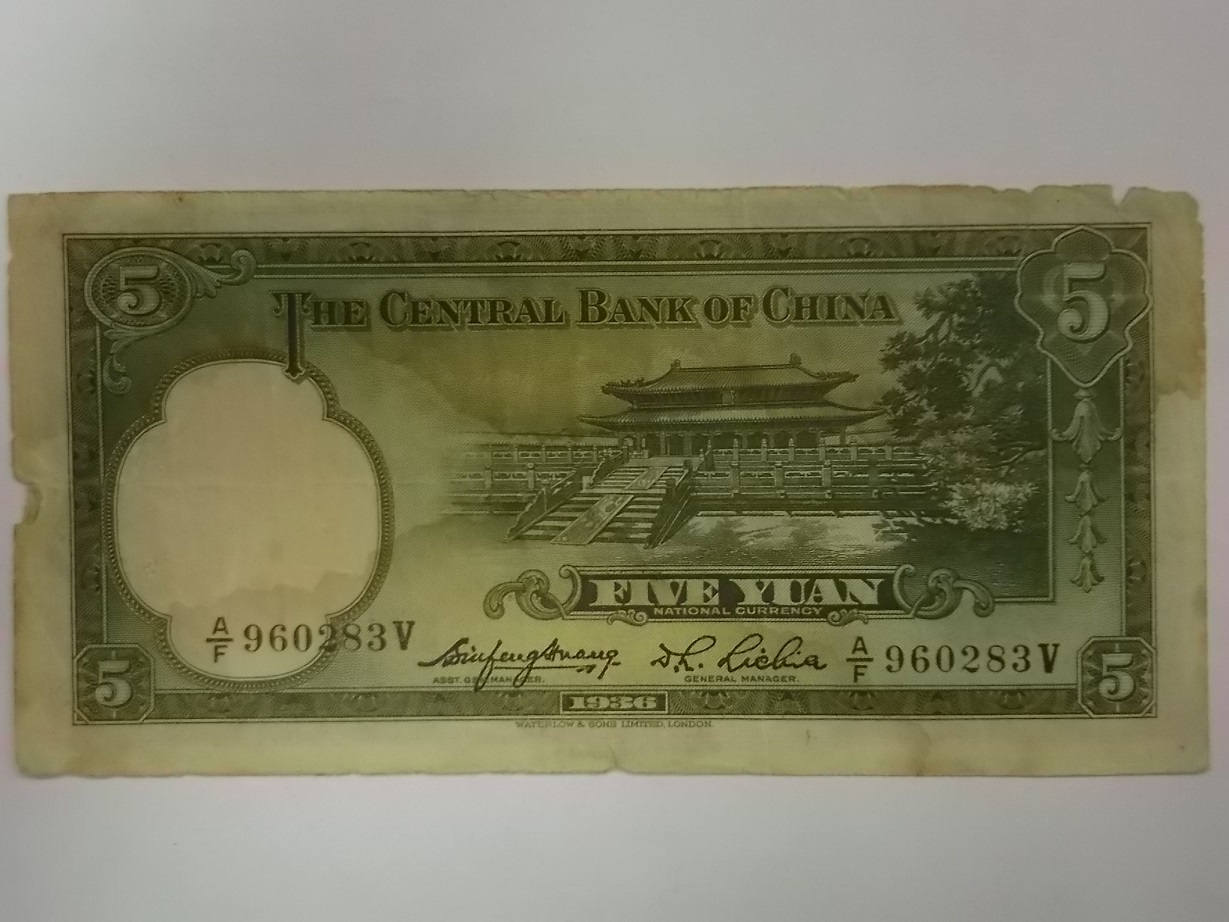 5
5
THE CENTRAL BANK OF CHINA
FIVE YUAN
NATIONAL CURRENCY
A/F 960283V
A/F 960283V
ASST. GEN. MANAGER.
GENERAL MANAGER.
5
1936
5
WATERLOW & SONS LIMITED, LONDON.